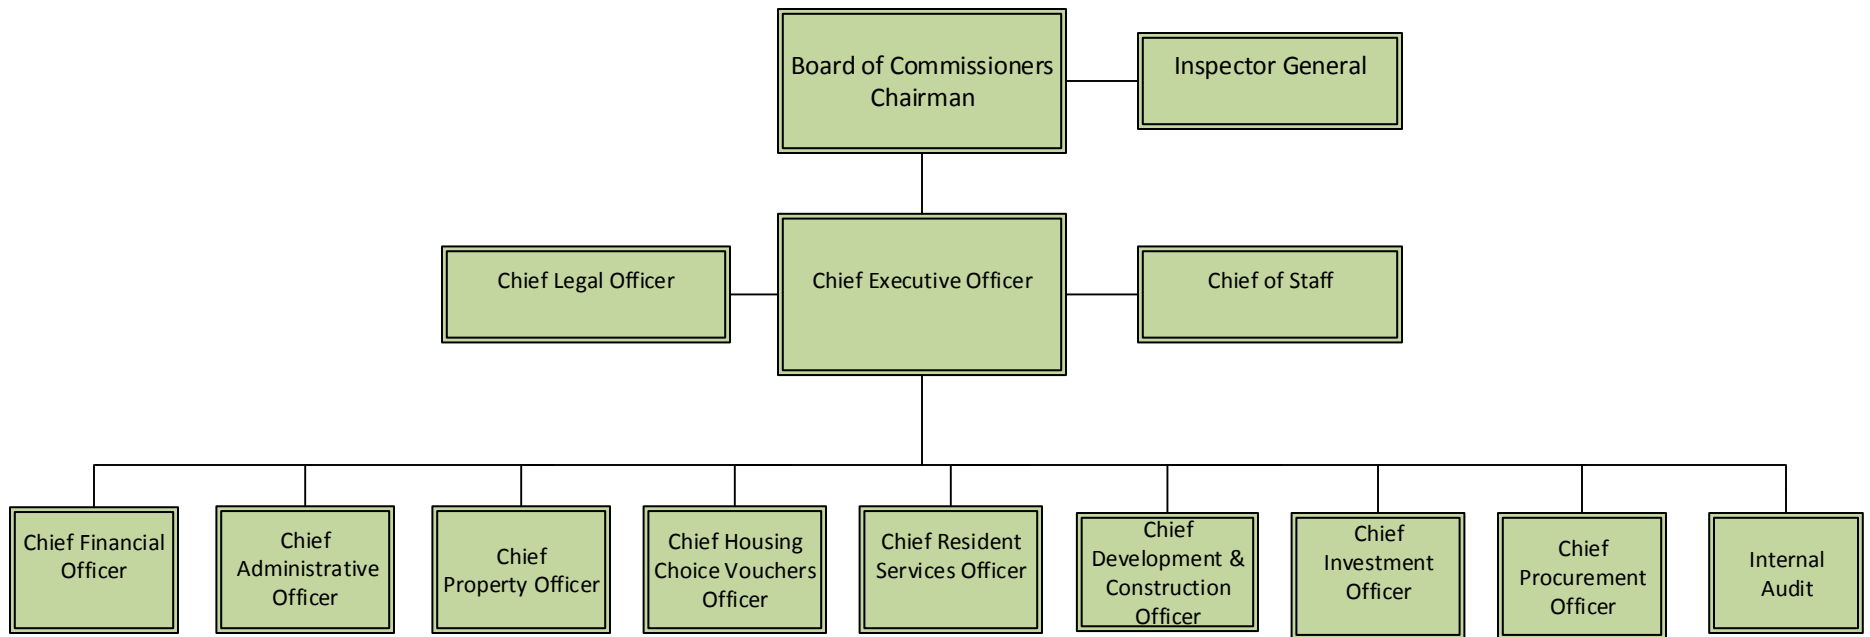 Board of Commissioners
Chairman
Inspector General
Chief Legal Officer
Chief Executive Officer
Chief of Staff
Chief Financial
Officer
Chief
Administrative
Officer
Chief
Property Officer
Chief Housing
Choice Vouchers
Officer
Chief Resident
Services Officer
Chief
Development &
Construction
Officer
Chief
Investment
Officer
Chief
Procurement
Officer
Internal
Audit